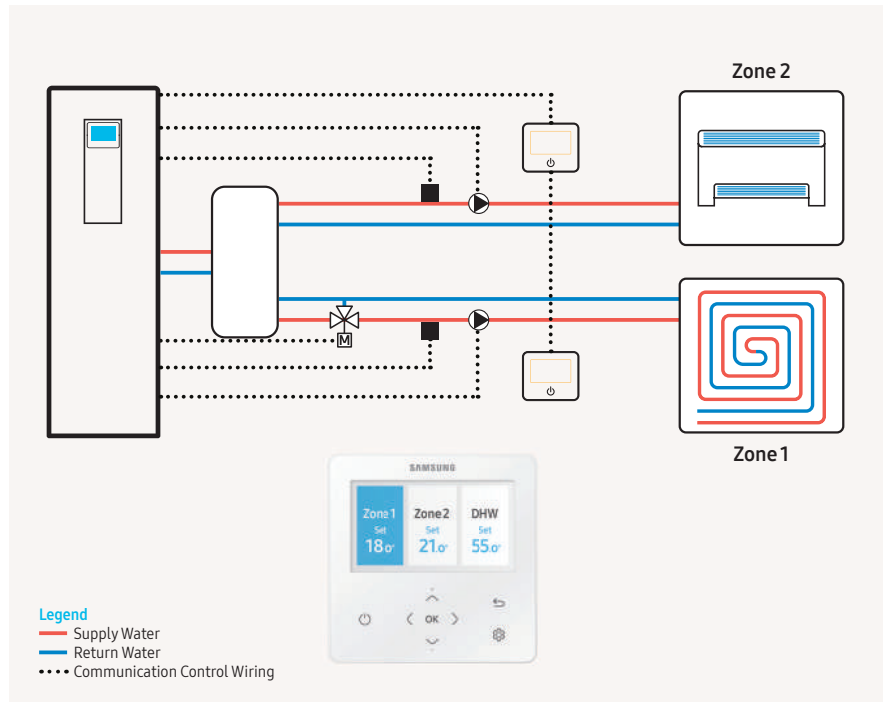 Zone 2
M
Zone 1
SAMSUNG
Zone 1 Zone 2 DHW
Set Set Set
18.0° 21.0° 55.0°
OK
Legend
Supply Water
Return Water
Communication Control Wiring